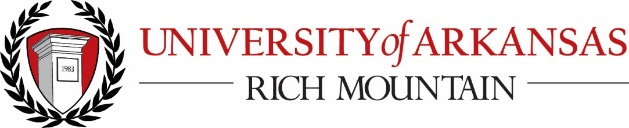 1983
UNIVERSITY of ARKANSAS
RICH MOUNTAIN